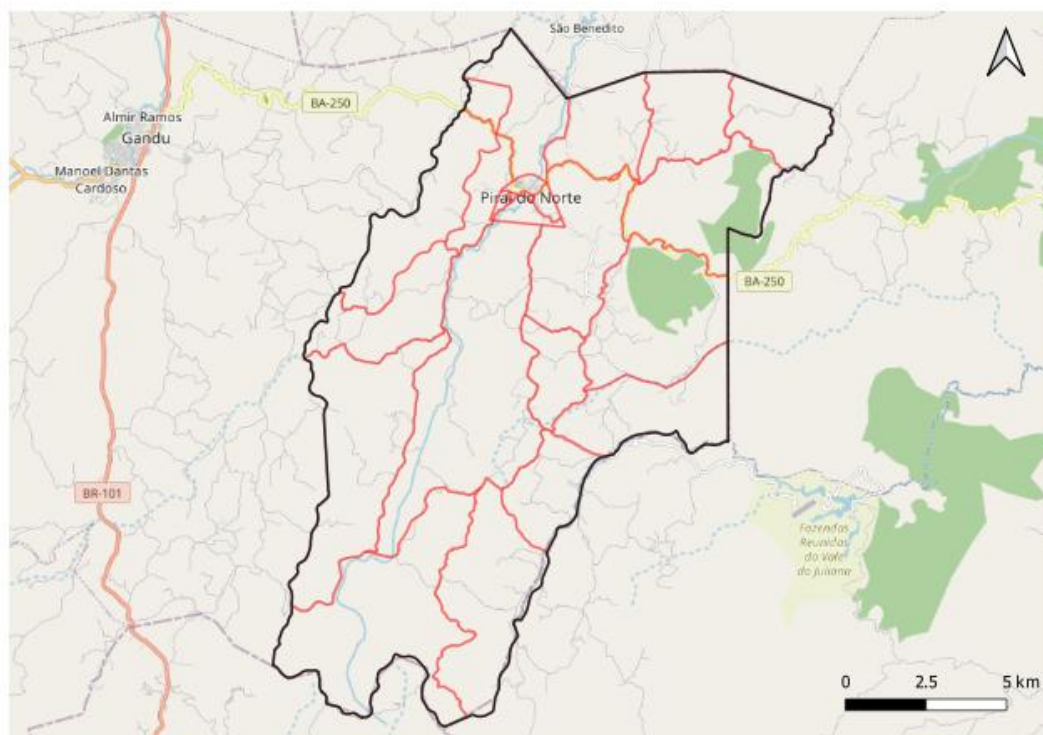 São Benedito
BA-250
Almir Ramos
Gandu
Manoel Dantas
Cardoso
Piraí do Norte
BA-250
BR-101
Fazendas
Reunidas
do Vale
do Juliana
0 2.5 5 km